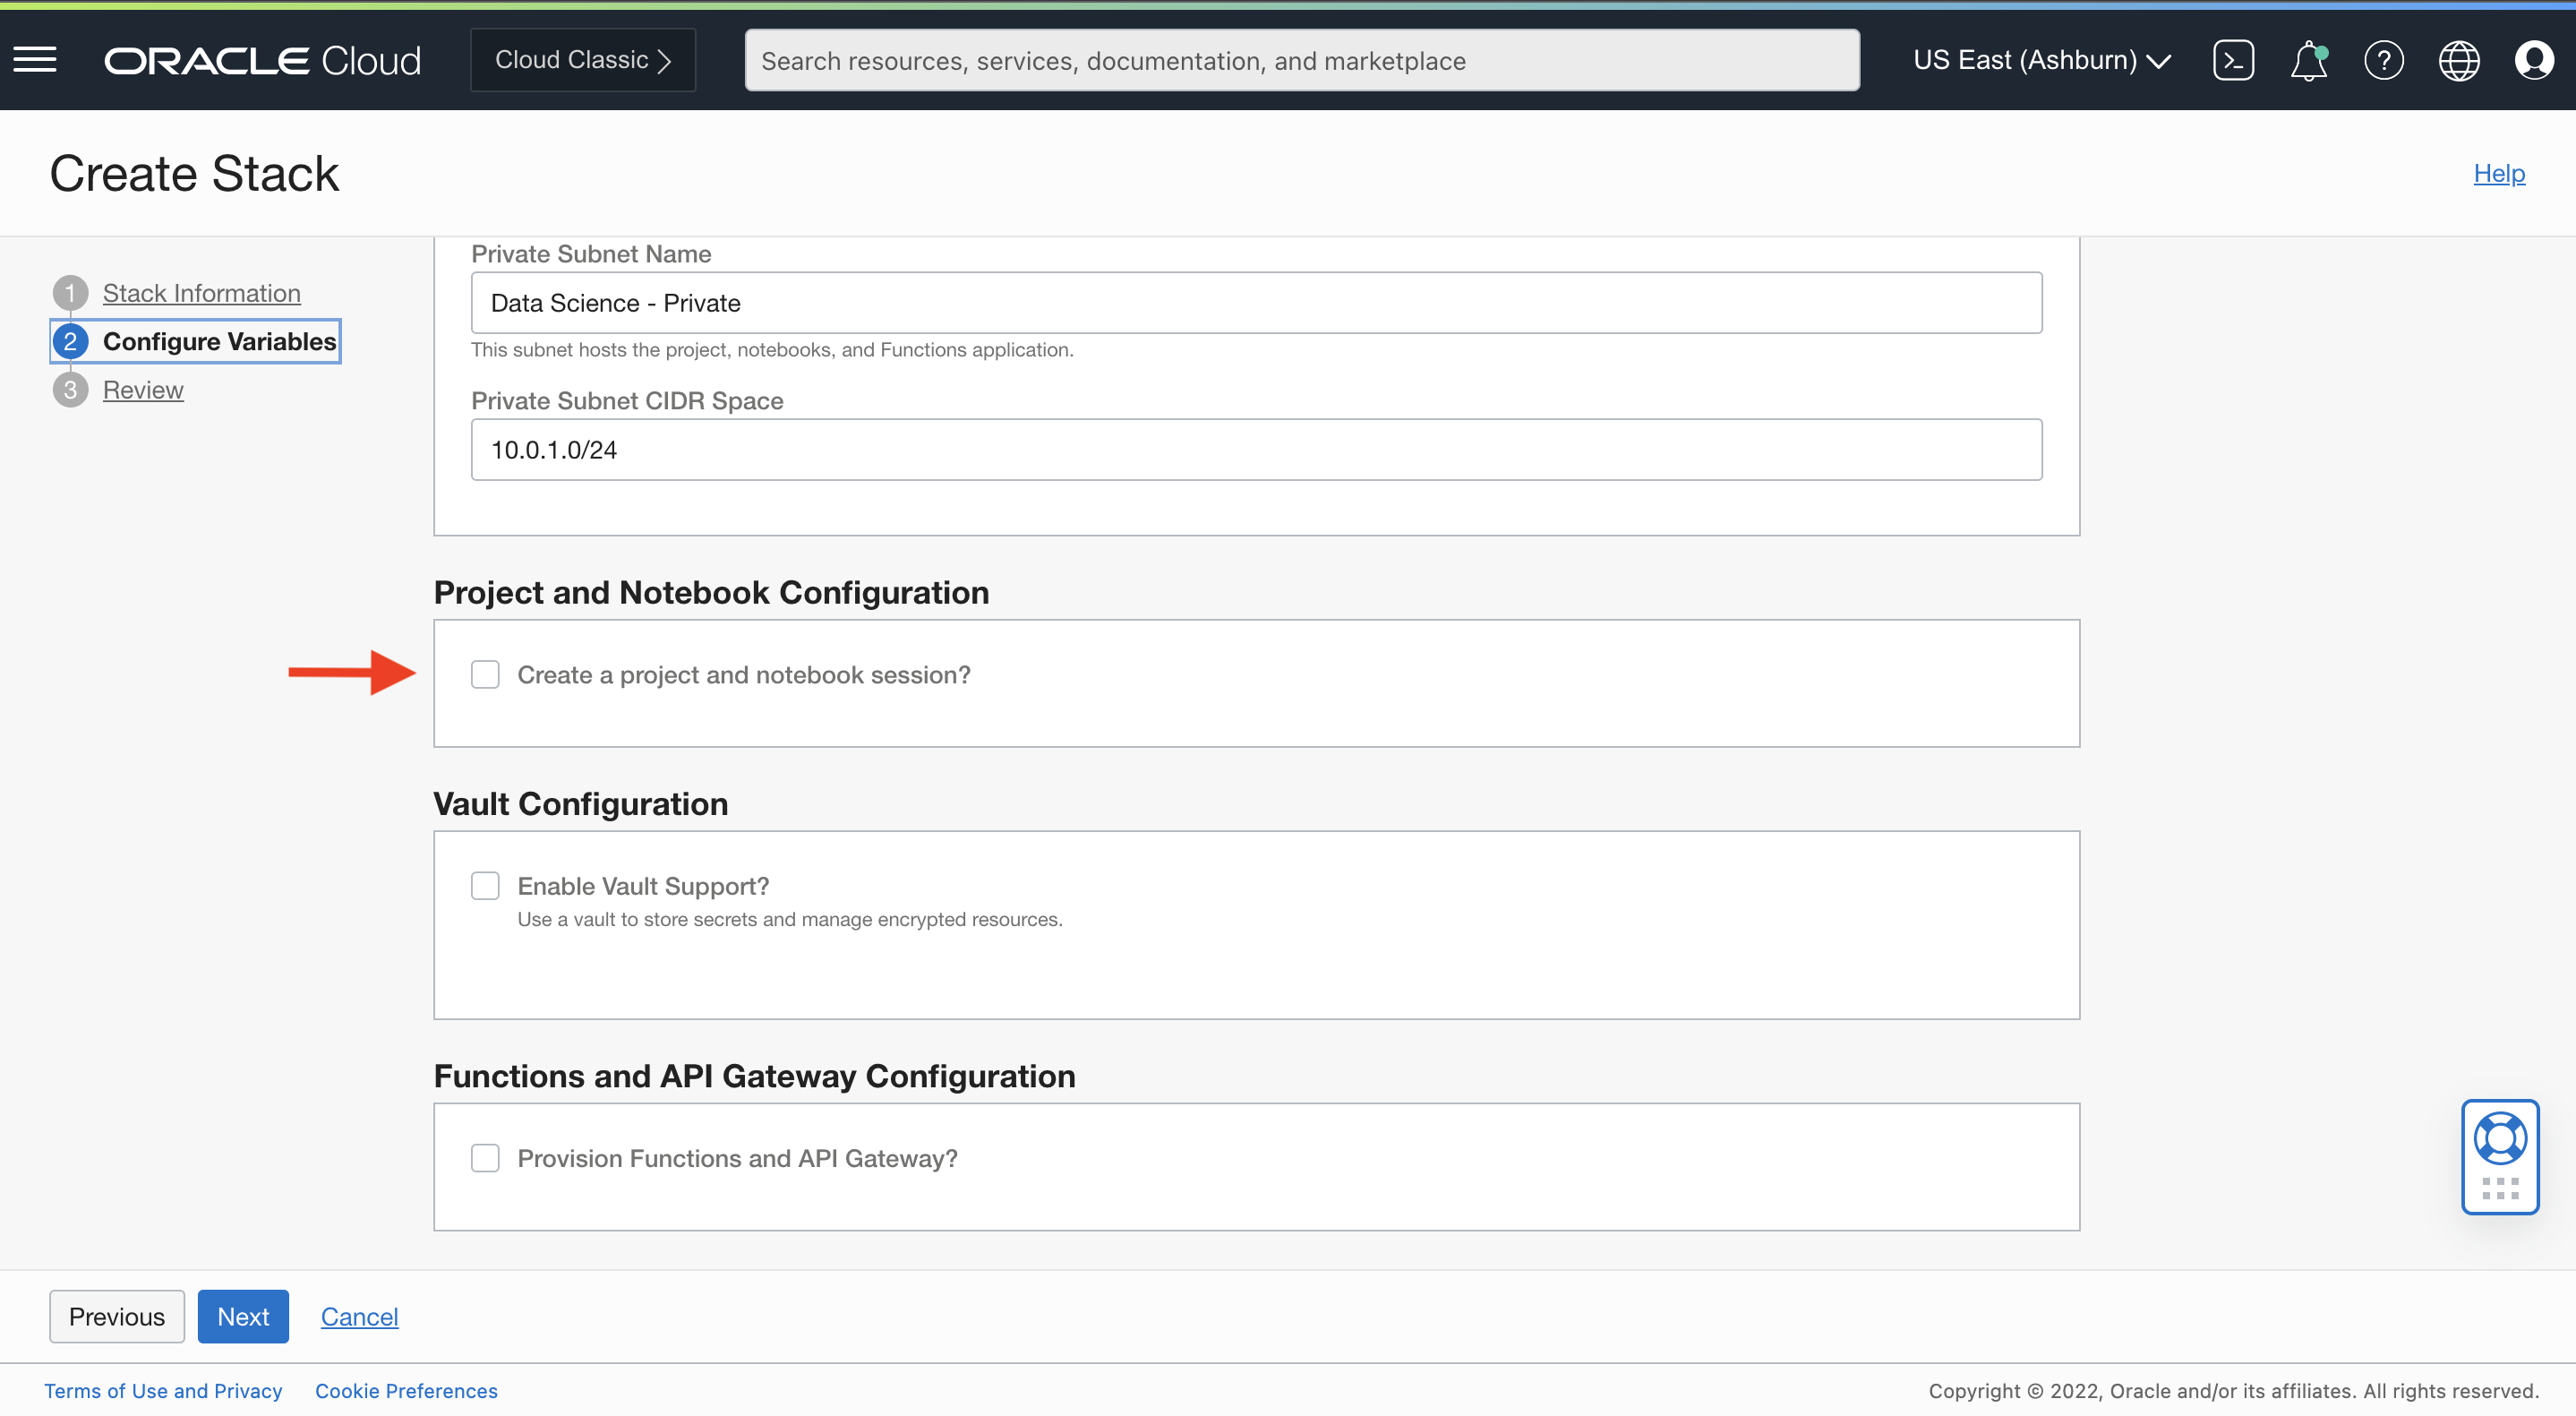 ORACLE Cloud
Cloud Classic
Search resources, services, documentation, and marketplace
US East (Ashburn)
Create Stack
Help
1 Stack Information
2 Configure Variables
3 Review
Private Subnet Name
Data Science - Private
This subnet hosts the project, notebooks, and Functions application.
Private Subnet CIDR Space
10.0.1.0/24
Project and Notebook Configuration
Create a project and notebook session?
Vault Configuration
Enable Vault Support?
Use a vault to store secrets and manage encrypted resources.
Functions and API Gateway Configuration
Provision Functions and API Gateway?
Previous
Next
Cancel
Terms of Use and Privacy
Cookie Preferences
Copyright © 2022, Oracle and/or its affiliates. All rights reserved.